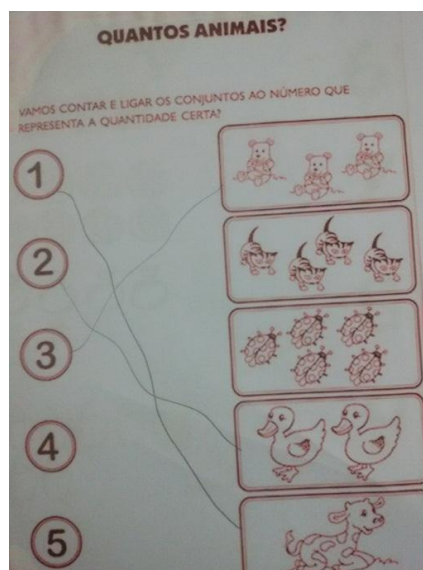 QUANTOS ANIMAIS?
VAMOS CONTAR E LIGAR OS CONJUNTOS AO NÚMERO QUE
REPRESENTA A QUANTIDADE CERTA?
1
2
3
4
5